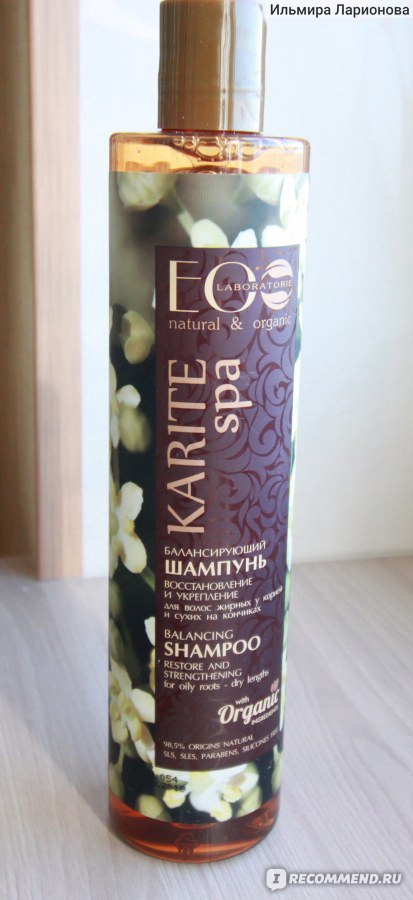 Ильмира Ларионова
ECO
LABORATORIE
natural & organic
KARITE
spa
БАЛАНСИРУЮЩИЙ
ШАМПУНЬ
ВОССТАНОВЛЕНИЕ
И УКРЕПЛЕНИЕ
для волос жирных у корней
и сухих на кончиках
BALANCING
SHAMPOO
RESTORE AND
STRENGTHENING
for oily roots - dry lengths
with
Organic
INGREDIENTS
98.5% ORIGINS NATURAL
SLS, SLES, PARABENS, SILICONES FREE
I RECOMMEND.RU